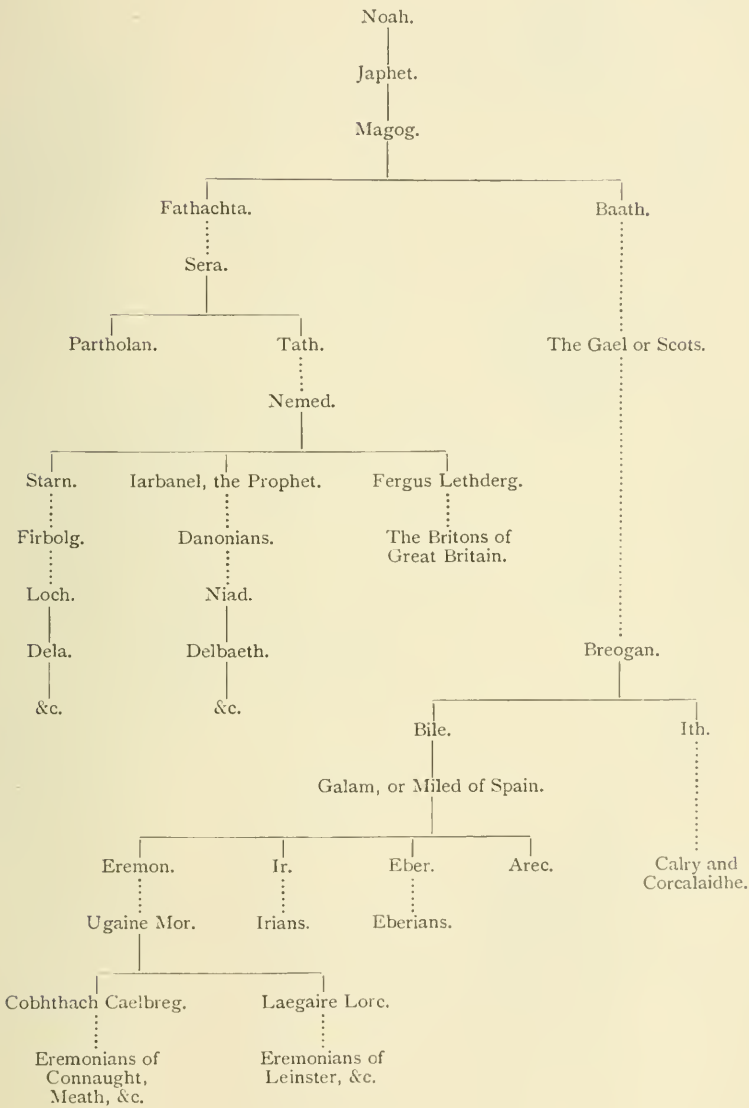 Noah.
Japhet.
Magog.
Fathachta.
Baath.
Sera.
Partholan.
Tath.
The Gael or Scots.
Nemed.
Starn.
Iarbanel, the Prophet.
Fergus Lethderg.
Firbolg.
Danonians.
The Britons of
Great Britain.
Loch.
Niad.
Dela.
Delbaeth.
Breogan.
&c.
&c.
Bile.
Ith.
Galam, or Miled of Spain.
Eremon.
Ir.
Eber.
Arec.
Calry and
Corcalaidhe.
Ugaine Mor.
Irians.
Eberians.
Cobhthach Caelbreg.
Laegaire Lorc.
Eremonians of
Connaught,
Meath, &c.
Eremonians of
Leinster, &c.